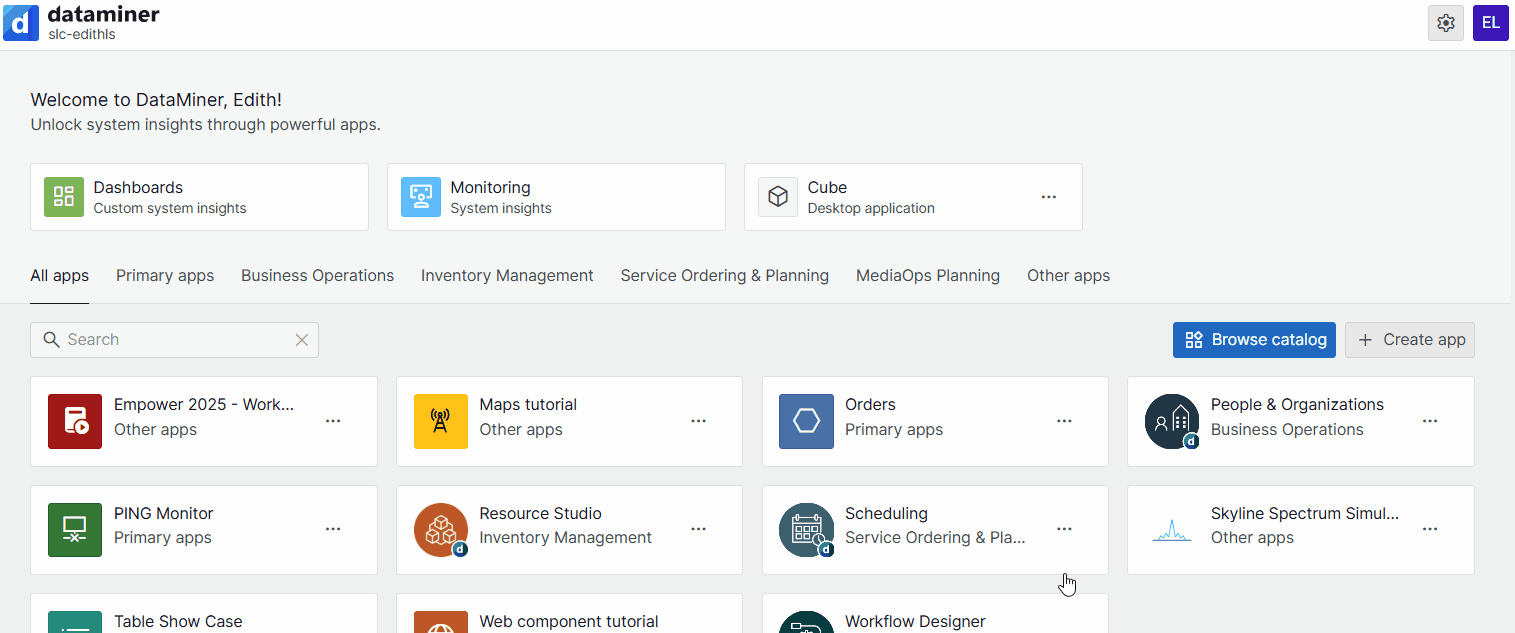 dataminer
slc-edithls
EL
Welcome to DataMiner, Edith!
Unlock system insights through powerful apps.
Dashboards
Custom system insights
Monitoring
System insights
Cube
Desktop application
All apps
Primary apps
Business Operations
Inventory Management
Service Ordering & Planning
MediaOps Planning
Other apps
Search
Browse catalog
Create app
Empower 2025 - Work...
Other apps
Maps tutorial
Other apps
Orders
Primary apps
People & Organizations
Business Operations
PING Monitor
Primary apps
Resource Studio
Inventory Management
Scheduling
Service Ordering & Pla...
Skyline Spectrum Simul...
Other apps
Table Show Case
Web component tutorial
Workflow Designer